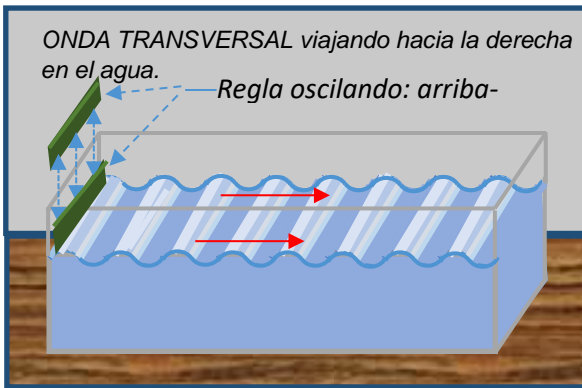 ONDA TRANSVERSAL viajando hacia la derecha
en el agua.
Regla oscilando: arriba-